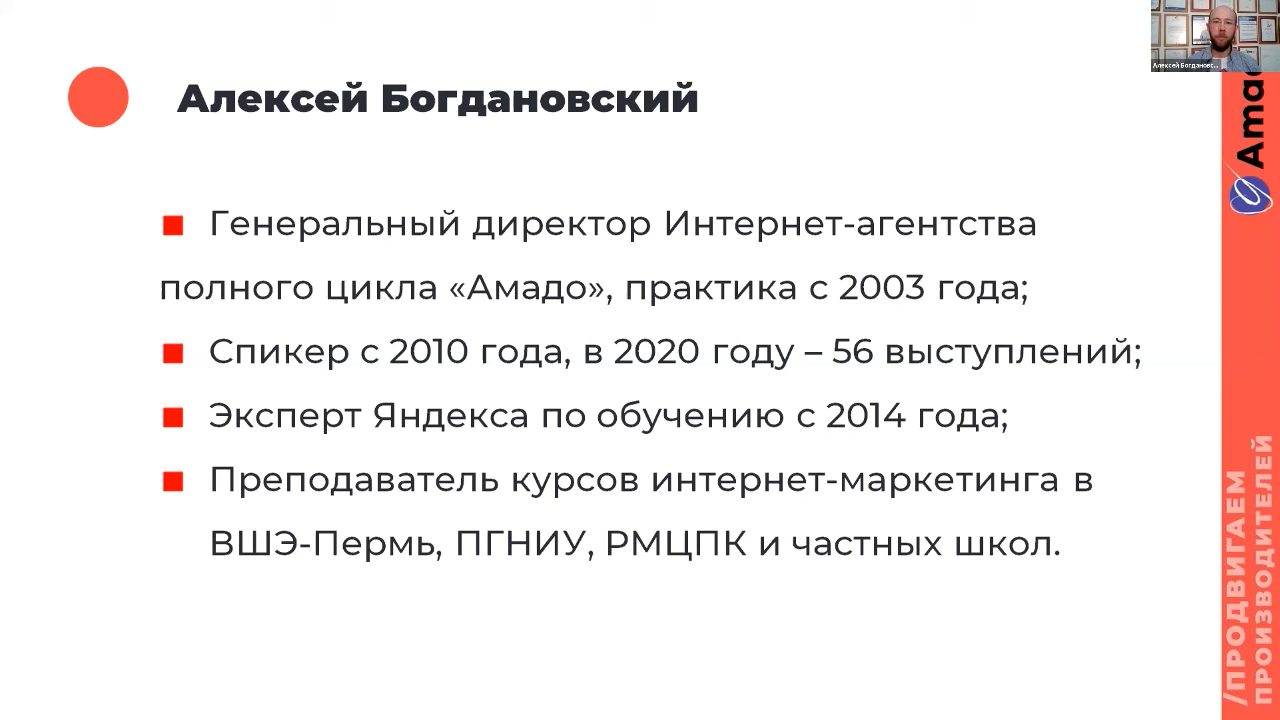 Алексей Богдановс...
Алексей Богдановский
Генеральный директор Интернет-агентства
полного цикла «Амадо», практика с 2003 года;
Спикер с 2010 года, в 2020 году – 56 выступлений;
Эксперт Яндекса по обучению с 2014 года;
Преподаватель курсов интернет-маркетинга в
ВШЭ-Пермь, ПГНИУ, РМЦПК и частных школ.
/ПРОДВИГАЕМ
ПРОИЗВОДИТЕЛЕЙ